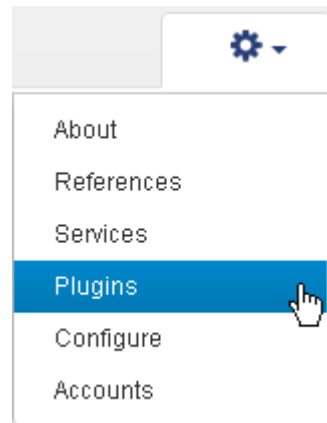 About
References
Services
Plugins
Configure
Accounts